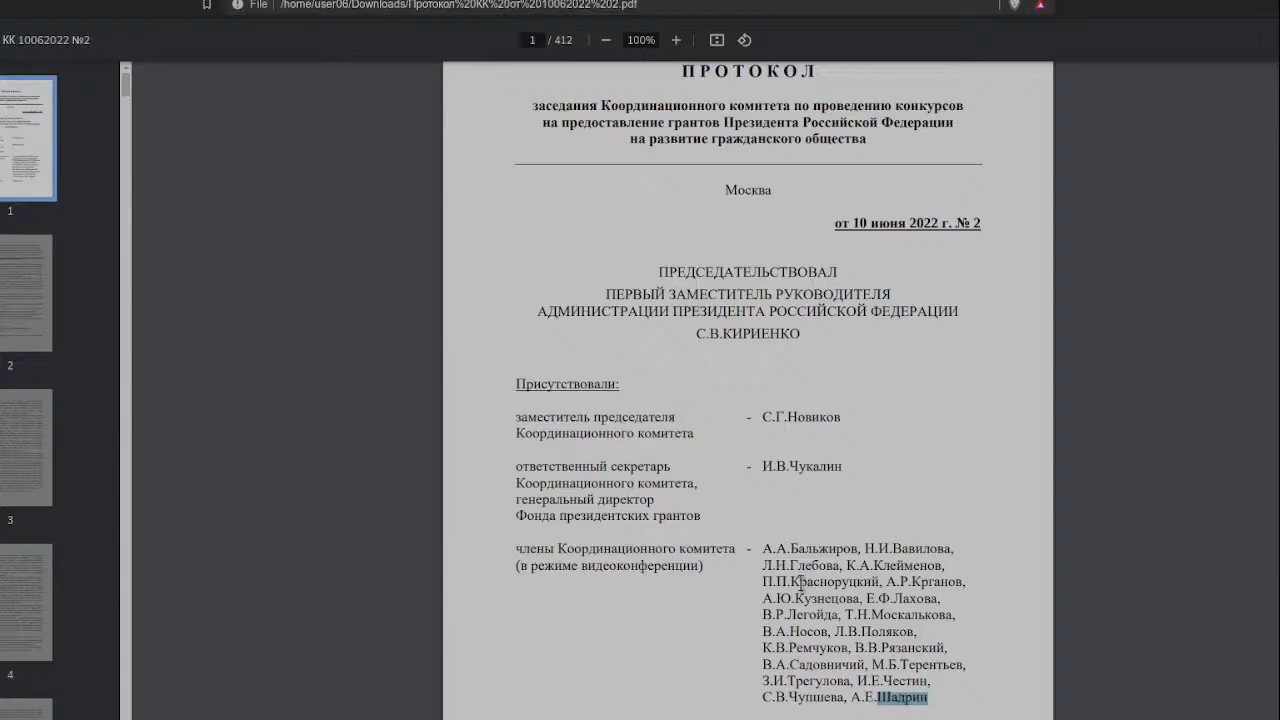 File /home/user06/Downloads/Протокол%20КК%20от%2010062022%202.pdf
КК 10062022 №2
1 / 412
100%
ПРОТОКОЛ
заседания Координационного комитета по проведению конкурсов
на предоставление грантов Президента Российской Федерации
на развитие гражданского общества
Москва
от 10 июня 2022 г. № 2
ПРЕДСЕДАТЕЛЬСТВОВАЛ
ПЕРВЫЙ ЗАМЕСТИТЕЛЬ РУКОВОДИТЕЛЯ
АДМИНИСТРАЦИИ ПРЕЗИДЕНТА РОССИЙСКОЙ ФЕДЕРАЦИИ
С.В.КИРИЕНКО
Присутствовали:
заместитель председателя - С.Г.Новиков
Координационного комитета
ответственный секретарь - И.В.Чукалин
Координационного комитета,
генеральный директор
Фонда президентских грантов
члены Координационного комитета - А.А.Бальжиров, Н.И.Вавилова,
(в режиме видеоконференции) Л.Н.Глебова, К.А.Клейменов,
П.П.Красноруцкий, А.Р.Крганов,
А.Ю.Кузнецова, Е.Ф.Лахова,
В.Р.Легойда, Т.Н.Москалькова,
В.А.Носов, Л.В.Поляков,
К.В.Ремчуков, В.В.Рязанский,
В.А.Садовничий, М.Б.Терентьев,
З.И.Трегулова, И.Е.Честин,
С.В.Чупшева, А.Е.Шадрин
1
2
3
4